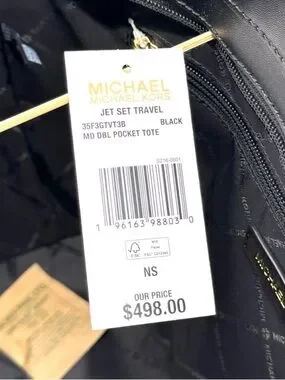 MICHAEL
MICHAEL KORS
JET SET TRAVEL
35F3GTVT3B BLACK
MD DBL POCKET TOTE
1 96163 98803 0
NS
OUR PRICE
$498.00